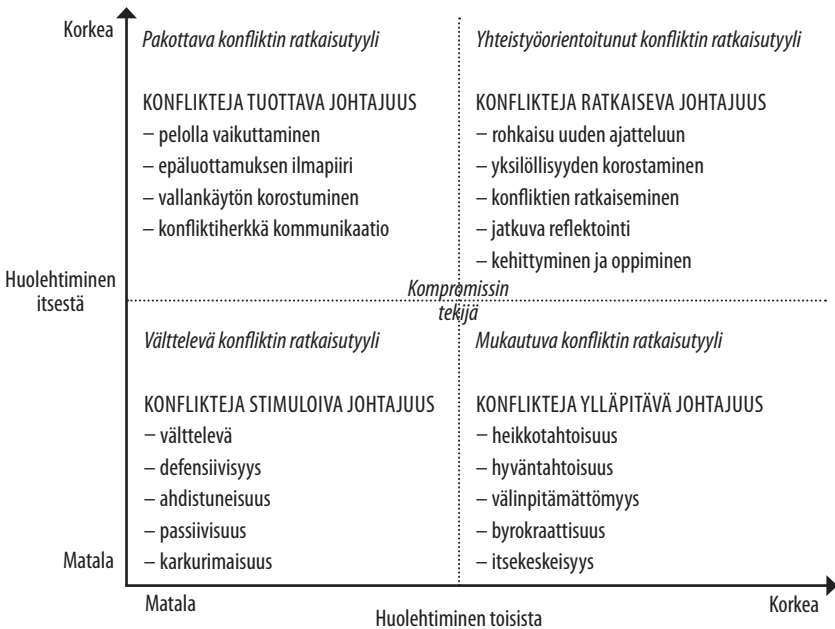 Korkea
Pakottava konfliktin ratkaisutyyli
KONFLIKTEJA TUOTTAVA JOHTAJUUS
– pelolla vaikuttaminen
– epäluottamuksen ilmapiiri
– vallankäytön korostuminen
– konfliktiherkkä kommunikaatio
Yhteistyöorientoitunut konfliktin ratkaisutyyli
KONFLIKTEJA RATKAISEVA JOHTAJUUS
– rohkaisu uuden ajatteluun
– yksilöllisyyden korostaminen
– konfliktien ratkaiseminen
– jatkuva reflektointi
– kehittyminen ja oppiminen
Huolehtiminen
itsestä
Kompromissin
tekijä
Välttelevä konfliktin ratkaisutyyli
KONFLIKTEJA STIMULOIVA JOHTAJUUS
– välttelevä
– defensiivisyys
– ahdistuneisuus
– passiivisuus
– karkurimaisuus
Mukautuva konfliktin ratkaisutyyli
KONFLIKTEJA YLLÄPITÄVÄ JOHTAJUUS
– heikkotahtoisuus
– hyväntahtoisuus
– välinpitämättömyys
– byrokraattisuus
– itsekeskeisyys
Matala
Matala
Huolehtiminen toisista
Korkea